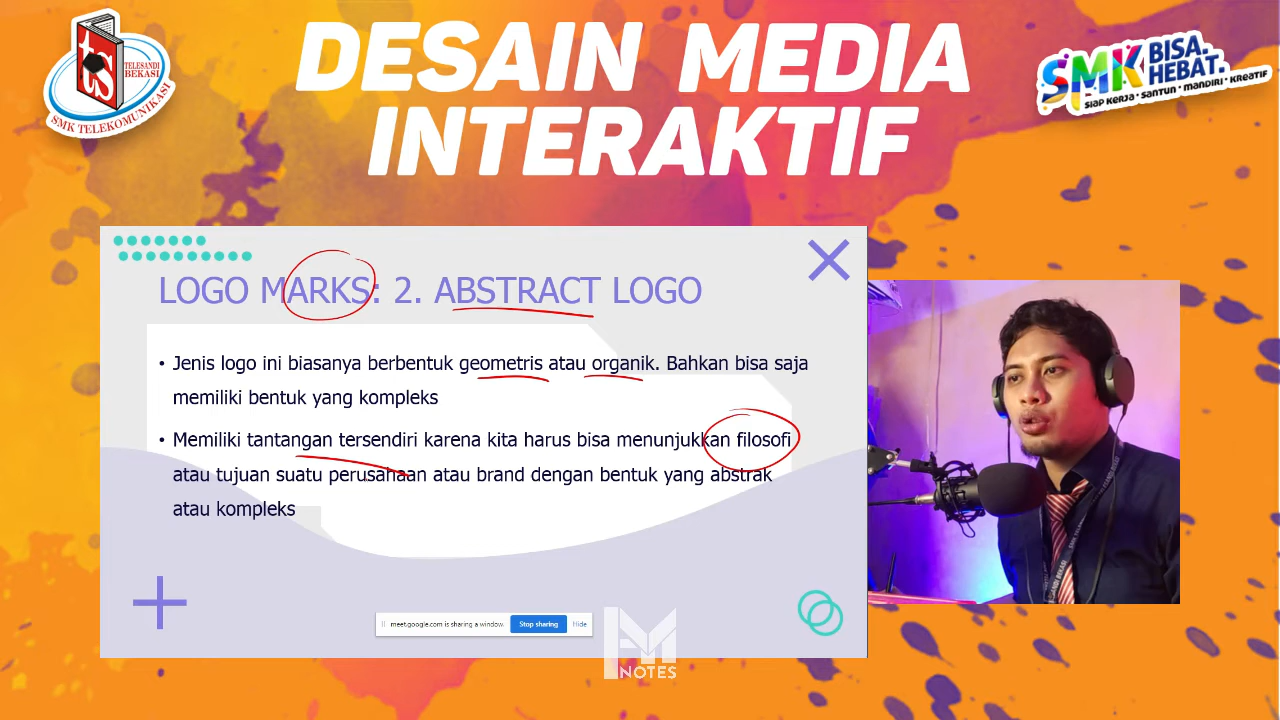 DESAIN MEDIA
INTERAKTIF
ts
TELESANDI
BEKASI
SMK TELEKOMUNIKASI
SMK BISA.
HEBAT.
SIAP KERJA • SANTUN • MANDIRI • KREATIF
LOGO MARKS: 2. ABSTRACT LOGO
• Jenis logo ini biasanya berbentuk geometris atau organik. Bahkan bisa saja
memiliki bentuk yang kompleks
• Memiliki tantangan tersendiri karena kita harus bisa menunjukkan filosofi
atau tujuan suatu perusahaan atau brand dengan bentuk yang abstrak
atau kompleks
meet.google.com is sharing a window. Stop sharing Hide
NOTES